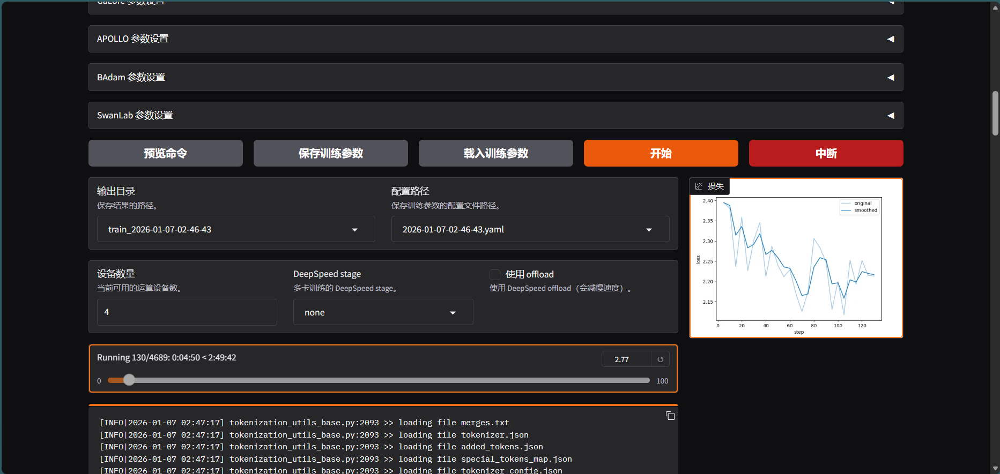 GaLore 参数设置
APOLLO 参数设置
BAdam 参数设置
SwanLab 参数设置
预览命令
保存训练参数
载入训练参数
开始
中断
输出目录
保存结果的路径。
train_2026-01-07-02-46-43
配置路径
保存训练参数的配置文件路径。
2026-01-07-02-46-43.yaml
设备数量
当前可用的运算设备数。
4
DeepSpeed stage
多卡训练的 DeepSpeed stage。
none
使用 offload
使用 DeepSpeed offload（会减慢速度）。
损失
original
smoothed
loss
2.40
2.35
2.30
2.25
2.20
2.15
0 20 40 60 80 100 120
step
Running 130/4689: 0:04:50 < 2:49:42
2.77
0
100
[INFO|2026-01-07 02:47:17] tokenization_utils_base.py:2093 >> loading file merges.txt
[INFO|2026-01-07 02:47:17] tokenization_utils_base.py:2093 >> loading file tokenizer.json
[INFO|2026-01-07 02:47:17] tokenization_utils_base.py:2093 >> loading file added_tokens.json
[INFO|2026-01-07 02:47:17] tokenization_utils_base.py:2093 >> loading file special_tokens_map.json
[INFO|2026-01-07 02:47:17] tokenization_utils_base.py:2093 >> loading file tokenizer_config.json